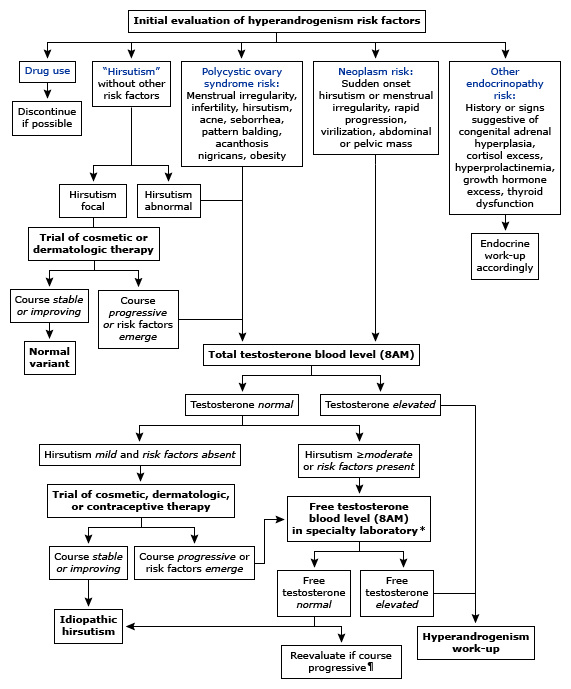 Initial evaluation of hyperandrogenism risk factors
Drug use
Discontinue
if possible
“Hirsutism”
without other
risk factors
Polycystic ovary
syndrome risk:
Menstrual irregularity,
infertility, hirsutism,
acne, seborrhea,
pattern balding,
acanthosis
nigricans, obesity
Neoplasm risk:
Sudden onset
hirsutism or menstrual
irregularity, rapid
progression,
virilization, abdominal
or pelvic mass
Other
endocrinopathy
risk:
History or signs
suggestive of
congenital adrenal
hyperplasia,
cortisol excess,
hyperprolactinemia,
growth hormone
excess, thyroid
dysfunction
Endocrine
work-up
accordingly
Hirsutism
focal
Hirsutism
abnormal
Trial of cosmetic or
dermatologic therapy
Course stable
or improving
Course
progressive
or risk factors
emerge
Normal
variant
Total testosterone blood level (8AM)
Testosterone normal
Testosterone elevated
Hirsutism mild and risk factors absent
Hirsutism ≥moderate
or risk factors present
Trial of cosmetic, dermatologic,
or contraceptive therapy
Free testosterone
blood level (8AM)
in specialty laboratory*
Course stable
or improving
Course progressive or
risk factors emerge
Free
testosterone
normal
Free
testosterone
elevated
Idiopathic
hirsutism
Hyperandrogenism
work-up
Reevaluate if course
progressive¶